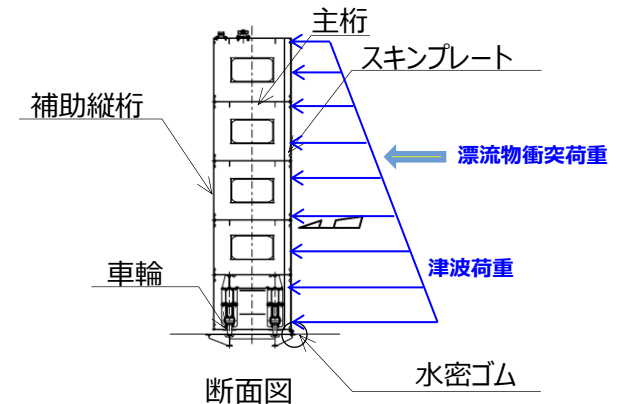 主桁
スキンプレート
補助縦桁
漂流物衝突荷重
津波荷重
車輪
水密ゴム
断面図